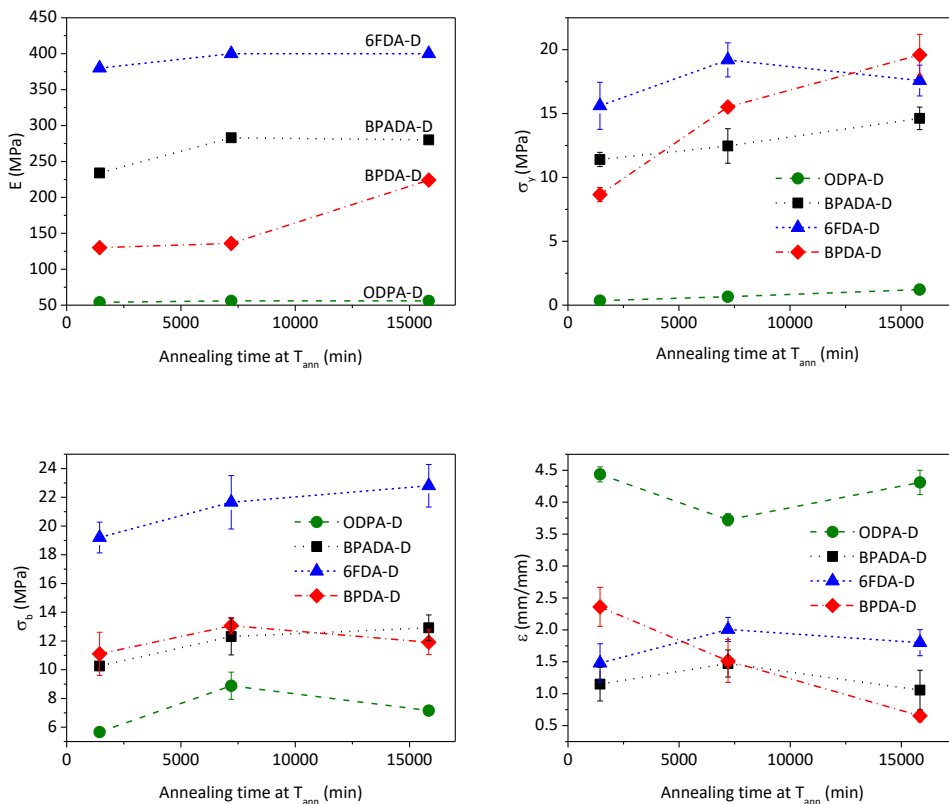 450
400
350
300
250
200
150
100
50
E (MPa)
6FDA-D
BPADA-D
BPDA-D
ODPA-D
0 5000 10000 15000
Annealing time at Tann (min)
20
15
10
5
0
σy (MPa)
ODPA-D
BPADA-D
6FDA-D
BPDA-D
0 5000 10000 15000
Annealing time at Tann (min)
24
22
20
18
16
14
12
10
8
6
σb (MPa)
ODPA-D
BPADA-D
6FDA-D
BPDA-D
0 5000 10000 15000
Annealing time at Tann (min)
4.5
4.0
3.5
3.0
2.5
2.0
1.5
1.0
0.5
ε (mm/mm)
ODPA-D
BPADA-D
6FDA-D
BPDA-D
0 5000 10000 15000
Annealing time at Tann (min)